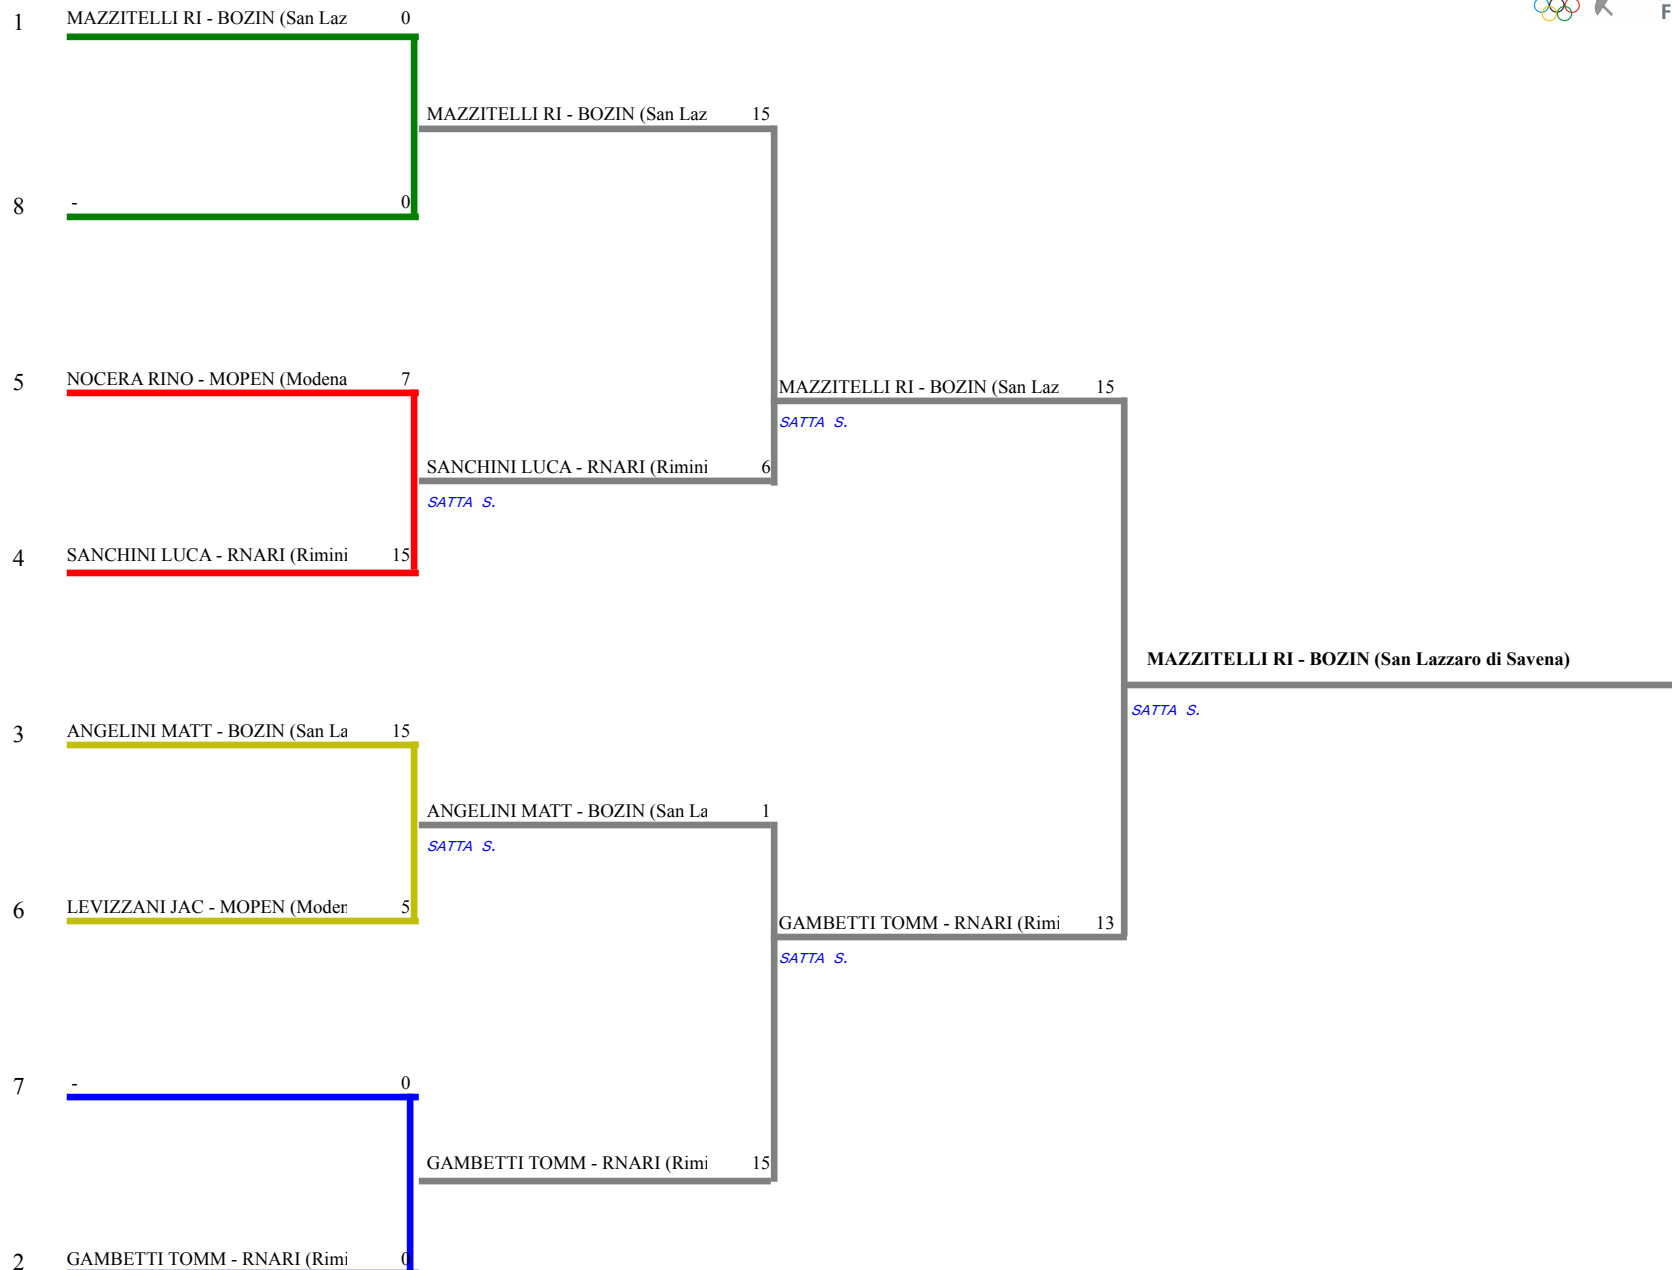 1 MAZZITELLI RI - BOZIN (San Laz 0
F
MAZZITELLI RI - BOZIN (San Laz 15
8 - 0
5 NOCERA RINO - MOPEN (Modena 7
MAZZITELLI RI - BOZIN (San Laz 15
SATTA S.
SANCHINI LUCA - RNARI (Rimini 6
SATTA S.
4 SANCHINI LUCA - RNARI (Rimini 15
MAZZITELLI RI - BOZIN (San Lazzaro di Savena)
SATTA S.
3 ANGELINI MATT - BOZIN (San La 15
ANGELINI MATT - BOZIN (San La 1
SATTA S.
6 LEVIZZANI JAC - MOPEN (Moden 5
GAMBETTI TOMM - RNARI (Rimi 13
SATTA S.
7 - 0
GAMBETTI TOMM - RNARI (Rimi 15
2 GAMBETTI TOMM - RNARI (Rimi 0